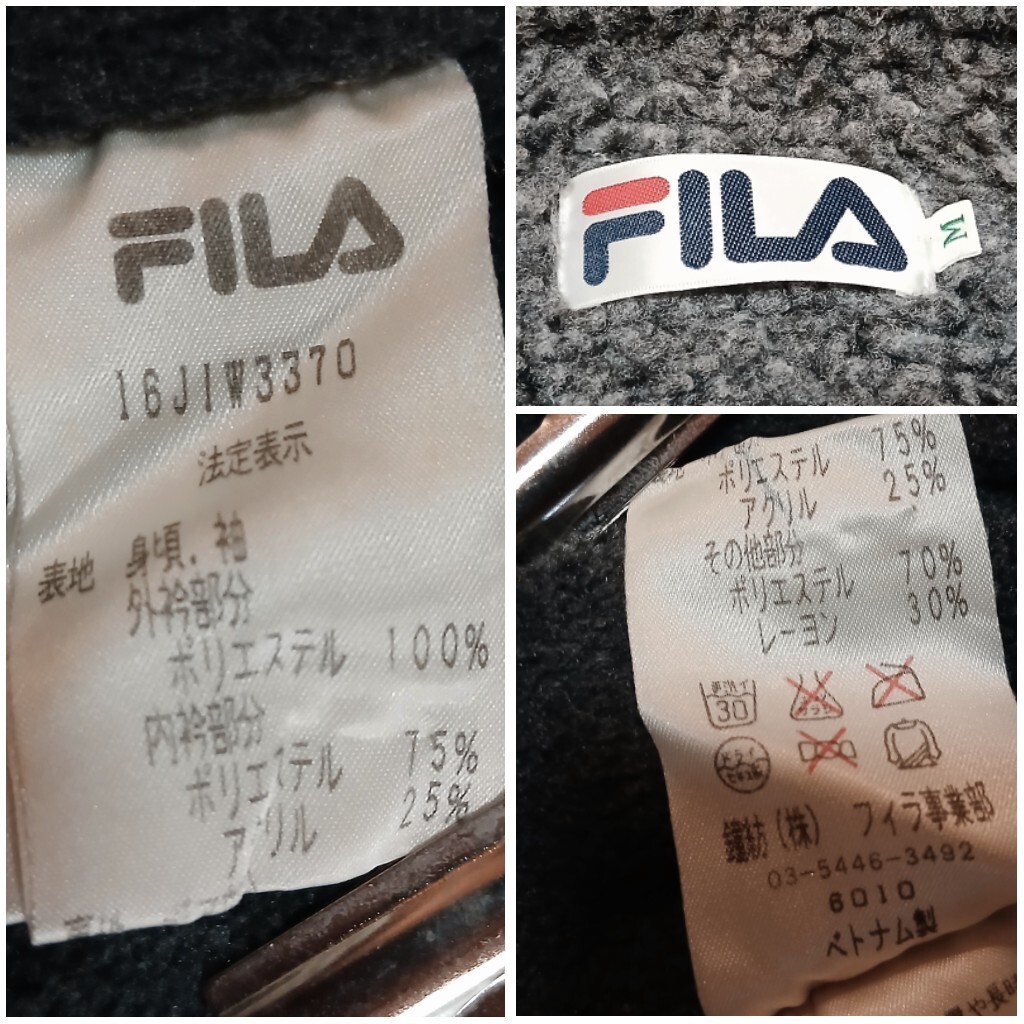 FILA
16J1W3370
法定表示
表地 身頃、袖
外衿部分
ポリエステル 100%
内衿部分
ポリエステル 75%
アクリル 25%
FILA
M
75%
ポリエステル
アクリル 25%
その他部分
ポリエステル 70%
レーヨン 30%
30
ドライ
鐘紡(株) フィラ事業部
03-5446-3492
6010
ベトナム製